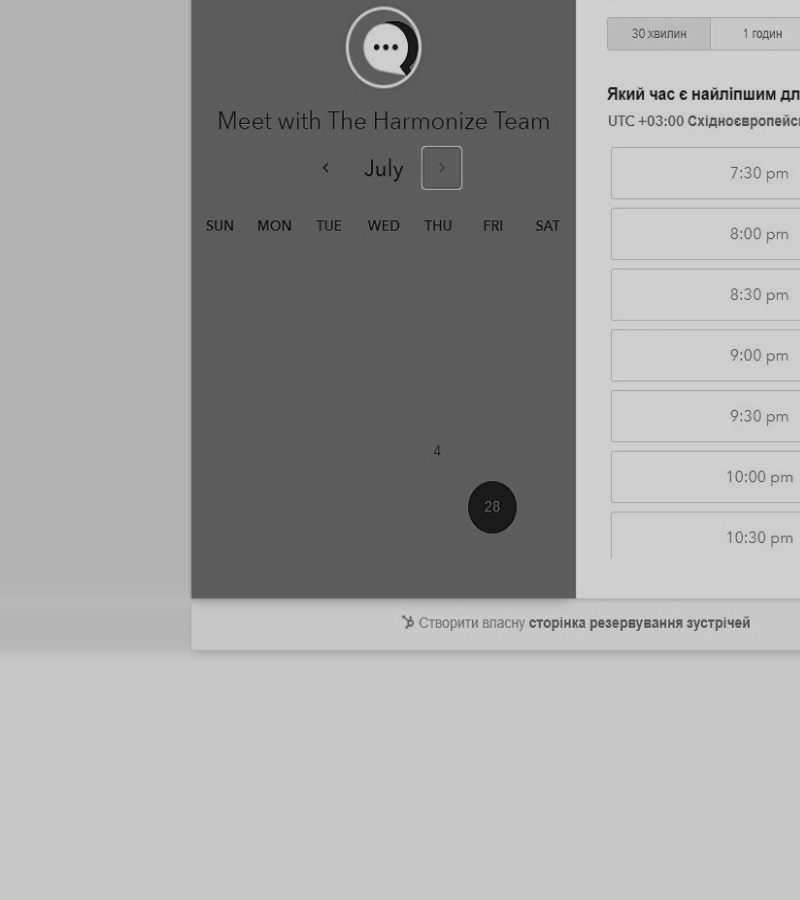 Meet with The Harmonize Team
July
SUN MON TUE WED THU FRI SAT
4
28
30 хвилин 1 годин
Який час є найліпшим
UTC +03:00
7:30 pm
8:00 pm
8:30 pm
9:00 pm
9:30 pm
10:00 pm
10:30 pm
Створити власну сторінка резервування зустрічей